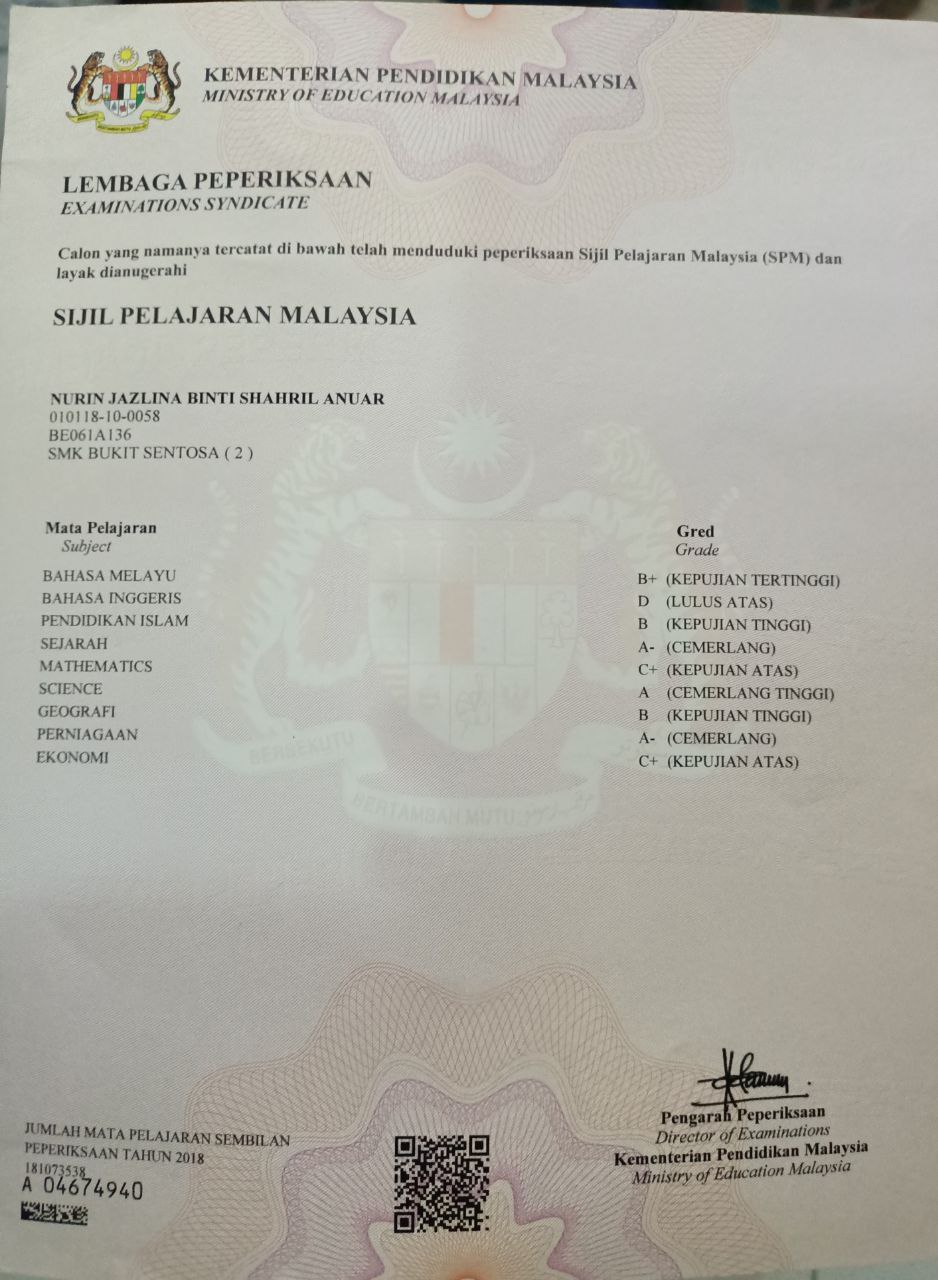 KEMENTERIAN PENDIDIKAN MALAYSIA
MINISTRY OF EDUCATION MALAYSIA
LEMBAGA PEPERIKSAAN
EXAMINATIONS SYNDICATE
Calon yang namanya tercatat di bawah telah menduduki peperiksaan Sijil Pelajaran Malaysia (SPM) dan
layak dianugerahi
SIJIL PELAJARAN MALAYSIA
NURIN JAZLINA BINTI SHAHRIL ANUAR
010118-10-0058
BE061A136
SMK BUKIT SENTOSA ( 2 )
Mata Pelajaran Gred
Subject Grade
BAHASA MELAYU B+ (KEPUJIAN TERTINGGI)
BAHASA INGGERIS D (LULUS ATAS)
PENDIDIKAN ISLAM B (KEPUJIAN TINGGI)
SEJARAH A- (CEMERLANG)
MATHEMATICS C+ (KEPUJIAN ATAS)
SCIENCE A (CEMERLANG TINGGI)
GEOGRAFI B (KEPUJIAN TINGGI)
PERNIAGAAN A- (CEMERLANG)
EKONOMI C+ (KEPUJIAN ATAS)
BERSEKUTU
BERTAMBAH MUTU
Pengarah Peperiksaan
Director of Examinations
Kementerian Pendidikan Malaysia
Ministry of Education Malaysia
JUMLAH MATA PELAJARAN SEMBILAN
PEPERIKSAAN TAHUN 2018
181073538
A 04674940